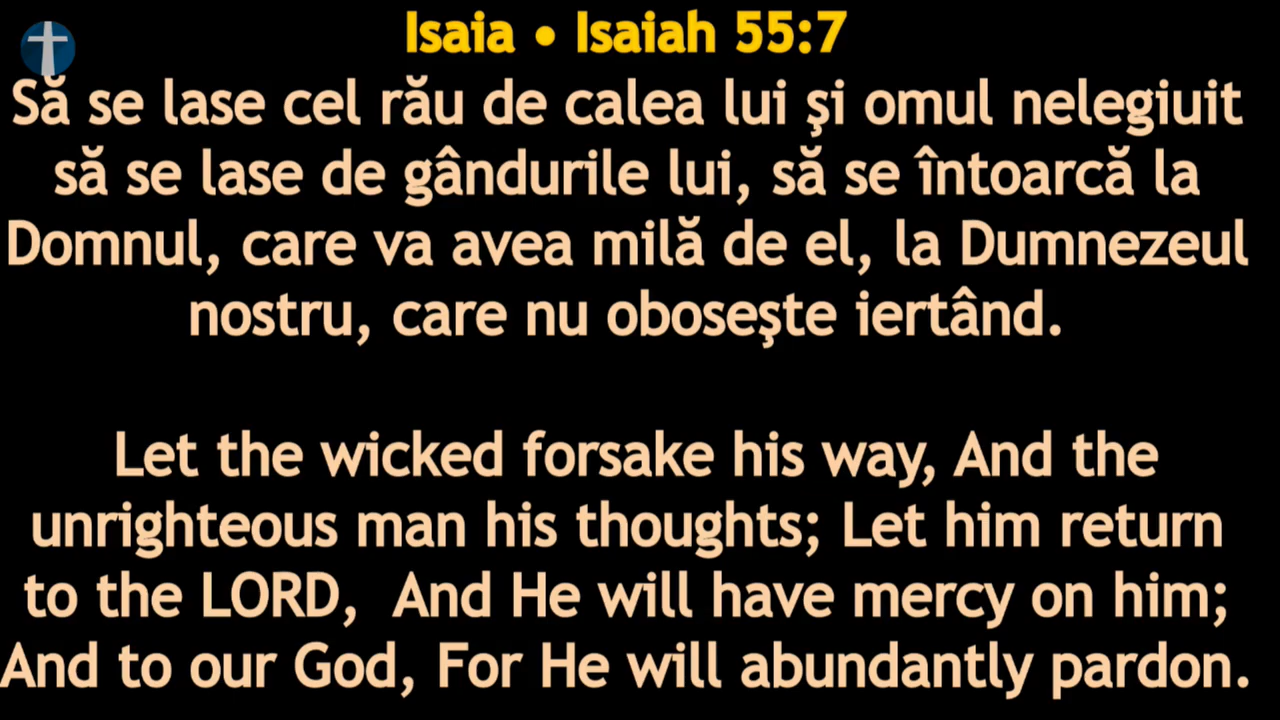 Isaia • Isaiah 55:7
Să se lase cel rău de calea lui şi omul nelegiuit
să se lase de gândurile lui, să se întoarcă la
Domnul, care va avea milă de el, la Dumnezeul
nostru, care nu oboseşte iertând.
Let the wicked forsake his way, And the
unrighteous man his thoughts; Let him return
to the LORD,  And He will have mercy on him;
And to our God, For He will abundantly pardon.